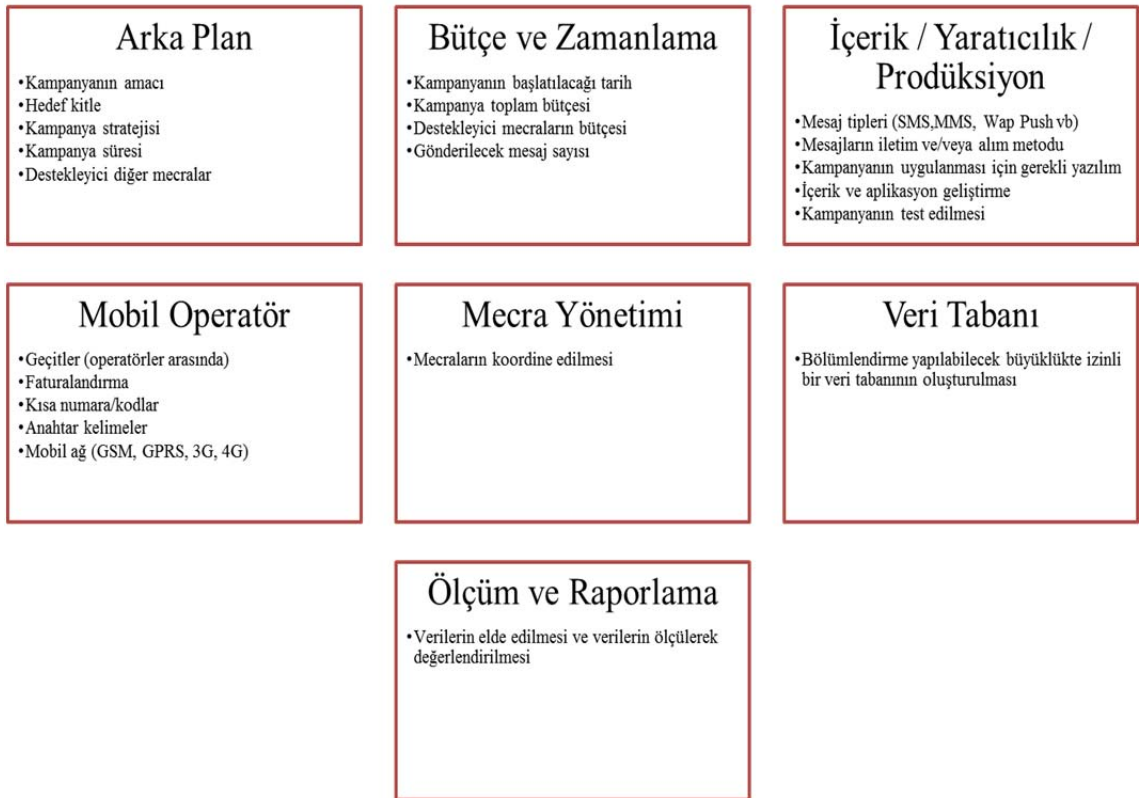 Arka Plan
•Kampanyanın amacı
•Hedef kitle
•Kampanya stratejisi
•Kampanya süresi
•Destekleyici diğer mecralar
Bütçe ve Zamanlama
•Kampanyanın başlatılacağı tarih
•Kampanya toplam bütçesi
•Destekleyici mecraların bütçesi
•Gönderilecek mesaj sayısı
İçerik / Yaratıcılık /
Prodüksiyon
•Mesaj tipleri (SMS,MMS, Wap Push vb)
•Mesajların iletim ve/veya alım metodu
•Kampanyanın uygulanması için gerekli yazılım
•İçerik ve aplikasyon geliştirme
•Kampanyanın test edilmesi
Mobil Operatör
•Geçitler (operatörler arasında)
•Faturalandırma
•Kısa numara/kodlar
•Anahtar kelimeler
•Mobil ağ (GSM, GPRS, 3G, 4G)
Mecra Yönetimi
•Mecraların koordine edilmesi
Veri Tabanı
•Bölümlendirme yapılabilecek büyüklükte izinli
bir veri tabanının oluşturulması
Ölçüm ve Raporlama
•Verilerin elde edilmesi ve verilerin ölçülerek
değerlendirilmesi